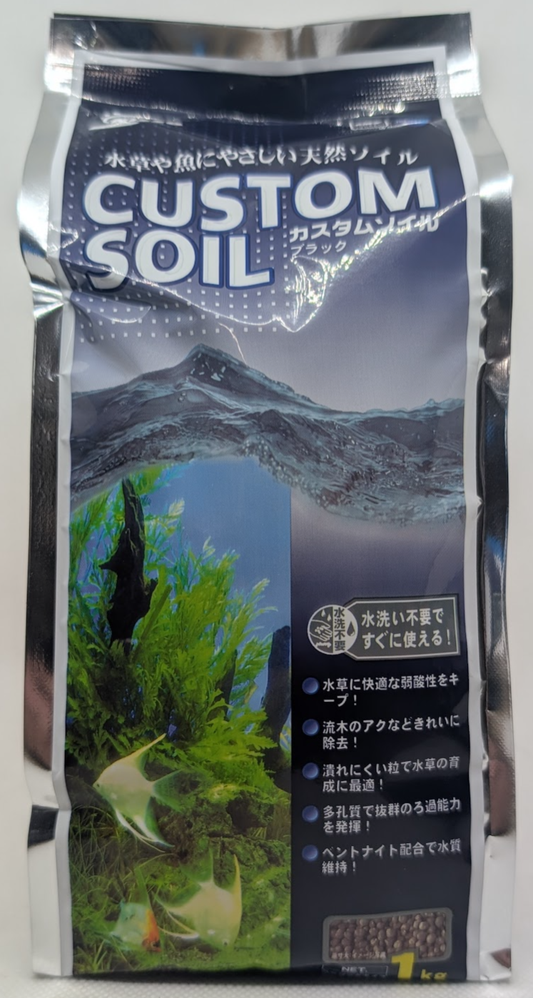 水草や魚にやさしい天然ソイル
CUSTOM
SOIL
カスタムソイル
ブラック
水洗不要
水洗い不要で
すぐに使える!
水草に快適な弱酸性をキ
ープ!
流木のアクなどきれいに
除去!
潰れにくい粒で水草の育
成に最適!
多孔質で抜群のろ過能力
を発揮!
ベントナイト配合で水質
維持!
NET
1kg